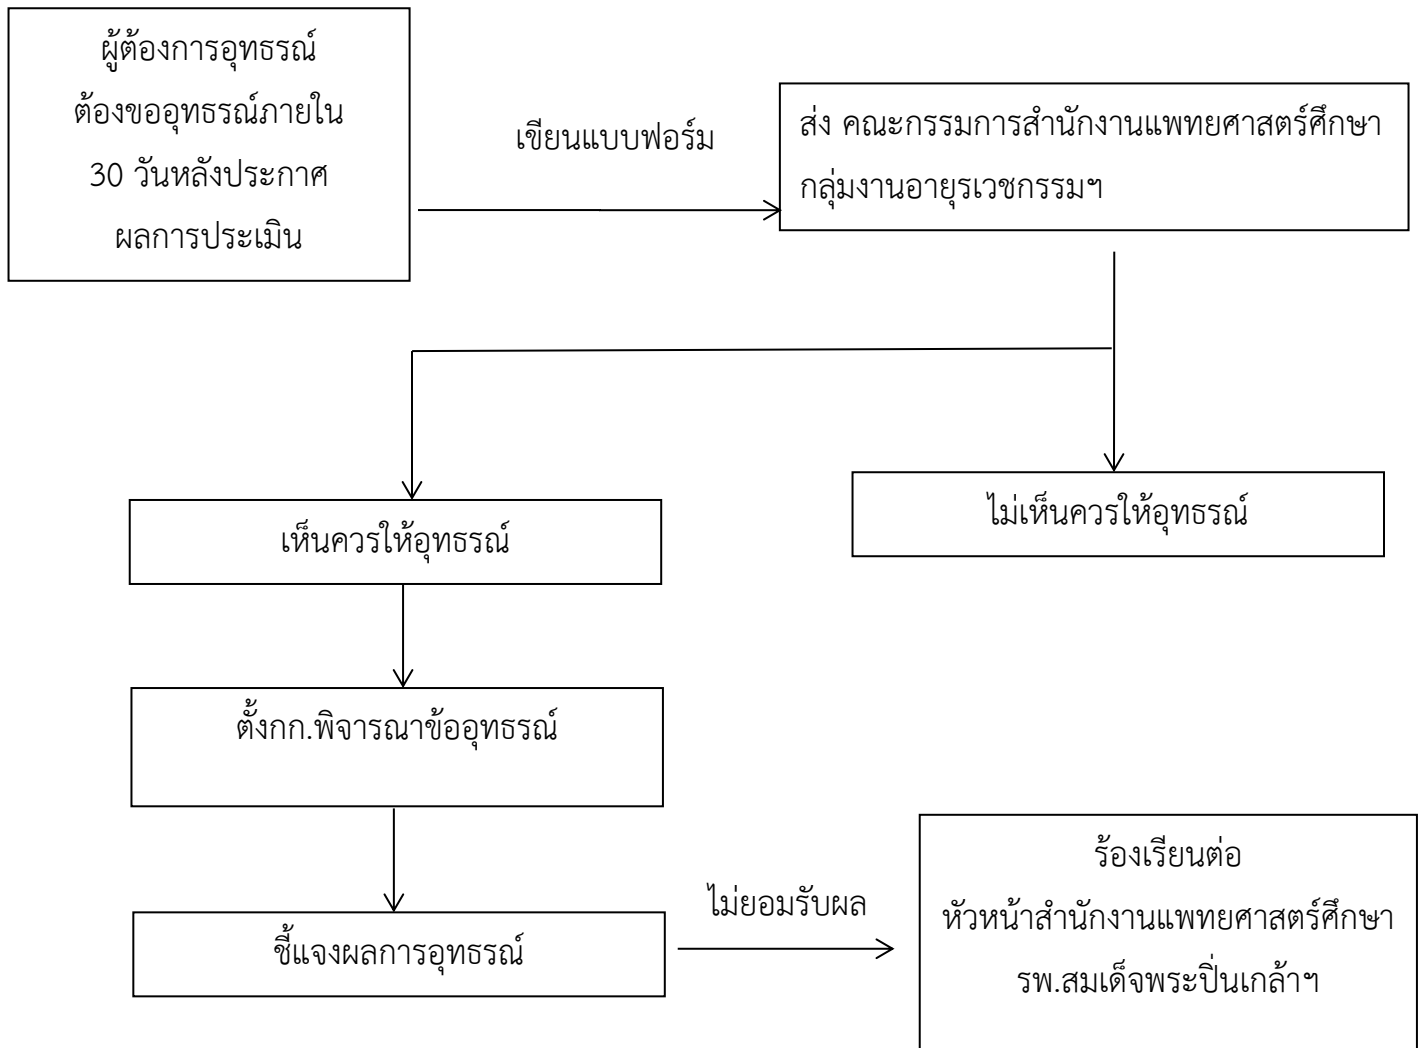 ผู้ต้องการอุทธรณ์
ต้องขออุทธรณ์ภายใน
30 วันหลังประกาศ
ผลการประเมิน
เขียนแบบฟอร์ม
ส่ง คณะกรรมการสำนักงานแพทยศาสตร์ศึกษา
กลุ่มงานอายุรเวชกรรมฯ
เห็นควรให้อุทธรณ์
ไม่เห็นควรให้อุทธรณ์
ตั้งกก.พิจารณาข้ออุทธรณ์
ชี้แจงผลการอุทธรณ์
ไม่ยอมรับผล
ร้องเรียนต่อ
หัวหน้าสำนักงานแพทยศาสตร์ศึกษา
รพ.สมเด็จพระปิ่นเกล้าฯ